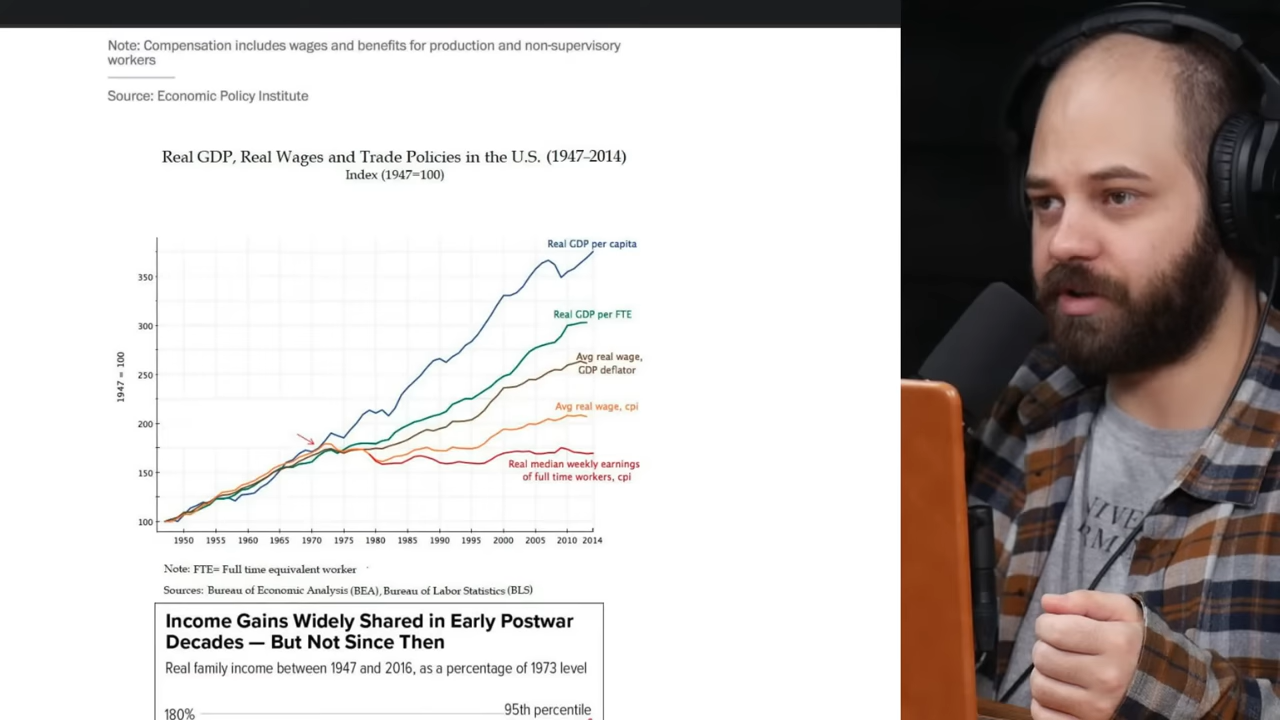 Note: Compensation includes wages and benefits for production and non-supervisory
workers
Source: Economic Policy Institute
Real GDP, Real Wages and Trade Policies in the U.S. (1947-2014)
Index (1947=100)
1947 = 100
350
300
250
200
150
100
Real GDP per capita
Real GDP per FTE
Avg real wage,
GDP deflator
Avg real wage, cpi
Real median weekly earnings
of full time workers, cpi
1950 1955 1960 1965 1970 1975 1980 1985 1990 1995 2000 2005 2010 2014
Note: FTE= Full time equivalent worker
Sources: Bureau of Economic Analysis (BEA), Bureau of Labor Statistics (BLS)
Income Gains Widely Shared in Early Postwar
Decades — But Not Since Then
Real family income between 1947 and 2016, as a percentage of 1973 level
180%
95th percentile